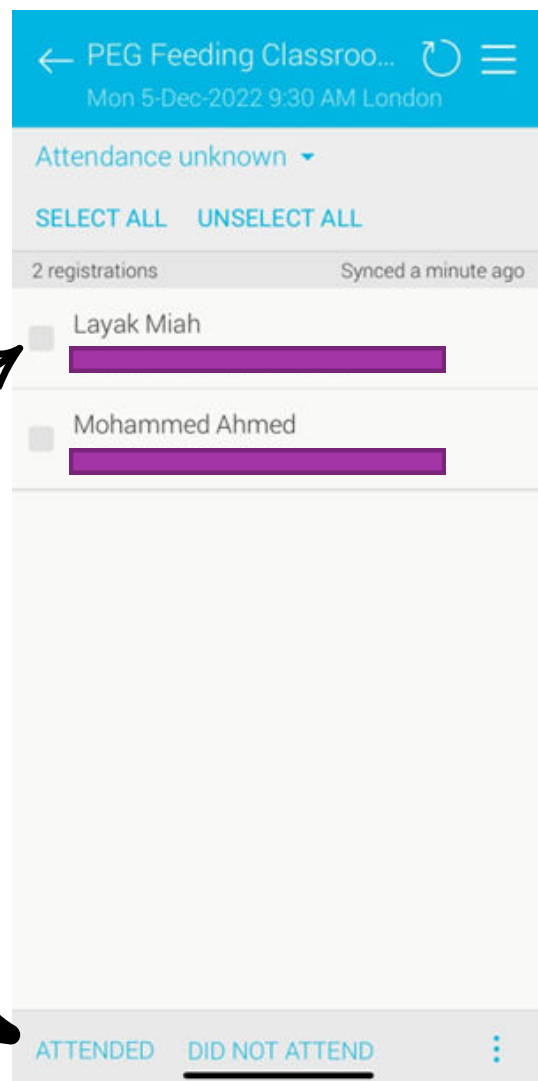 PEG Feeding Classroo...
Mon 5-Dec-2022 9:30 AM London
Attendance unknown
SELECT ALL UNSELECT ALL
2 registrations Synced a minute ago
Layak Miah
Mohammed Ahmed
ATTENDED DID NOT ATTEND